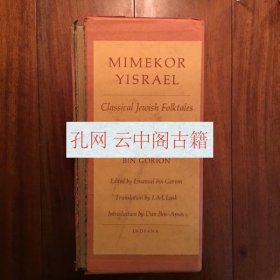 MIMEKOR
YISRAEL
Classical Jewish Folktales
孔网 云中阁古籍
BIN GORION
Edited by Emanuel bin Gorion
Translation by I.M. Lask
Introduction by Dan Ben-Amos
INDIANA